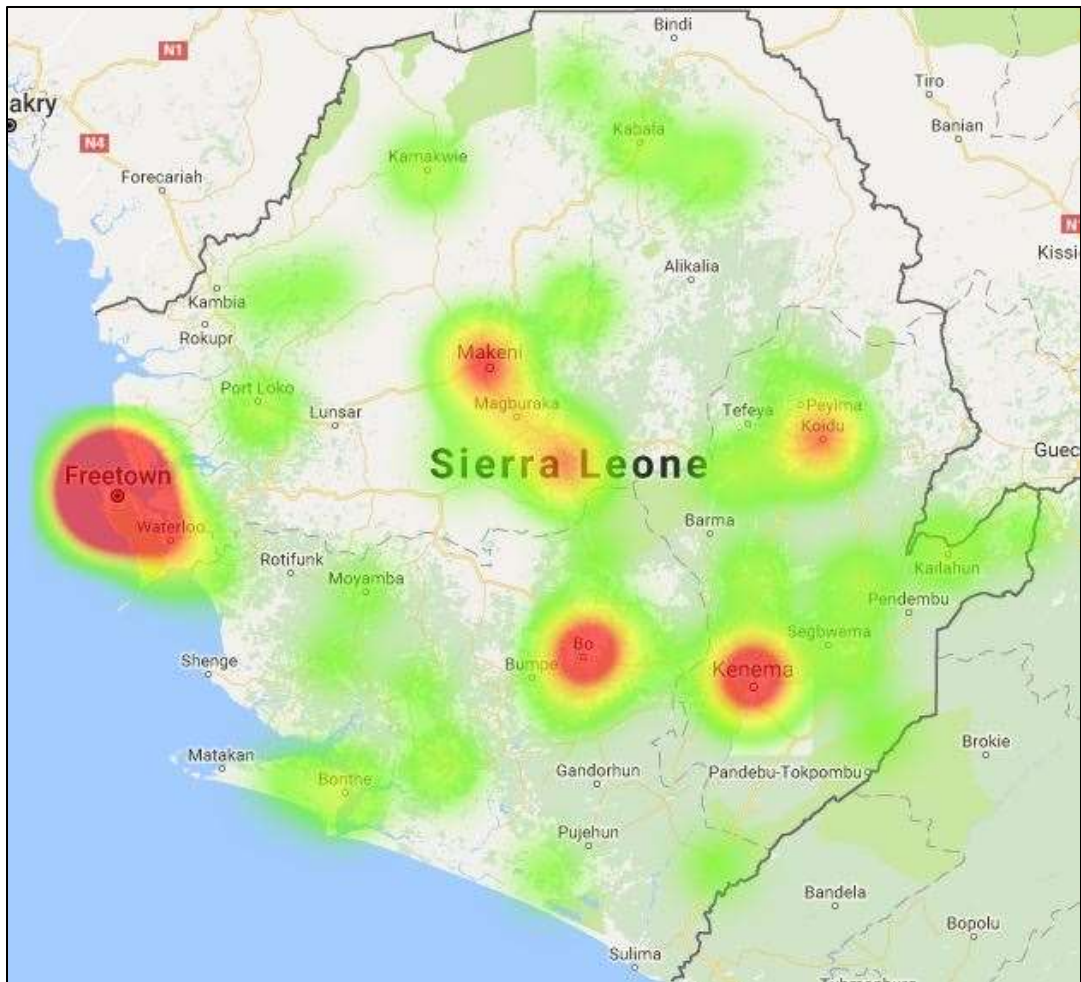 Bindi
N1
Tiro
akry
Banian
Kabala
N4
Kamakwie
Forecariah
N
Kissi
Alikalia
Kambia
Rokupr
Makeni
Port Loko
Magburaka
Peyima
Tefeya
Lunsar
Koidu
Guec
Sierra Leone
Freetown
Barma
Waterloo
Rotifunk
Kailahun
Moyamba
Pendembu
Segbwema
Bo
Shenge
Bumpe
Kenema
Brokie
Matakan
Gandorhun
Pandebu-Tokpombu
Bonthe
Pujehun
Bandela
Bopolu
Sulima